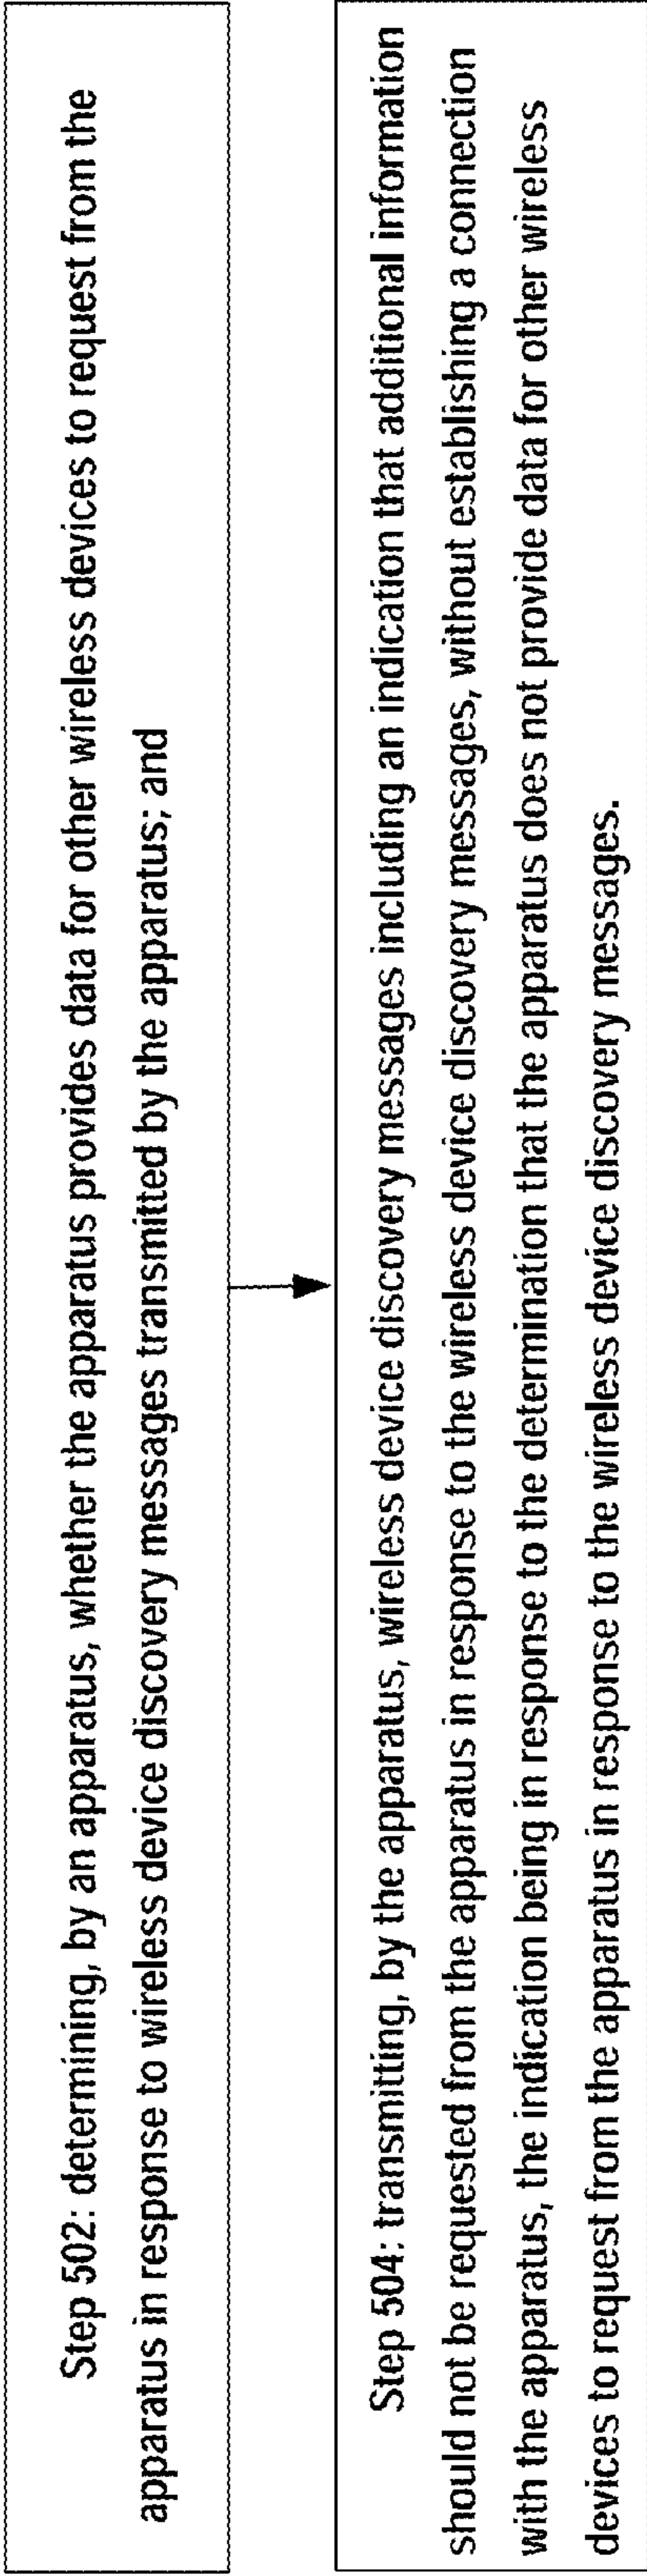 Step 502: determining, by an apparatus, whether the apparatus provides data for other wireless devices to request from the
apparatus in response to wireless device discovery messages transmitted by the apparatus; and
Step 504: transmitting, by the apparatus, wireless device discovery messages including an indication that additional information
should not be requested from the apparatus in response to the wireless device discovery messages, without establishing a connection
with the apparatus, the indication being in response to the determination that the apparatus does not provide data for other wireless
devices to request from the apparatus in response to the wireless device discovery messages.